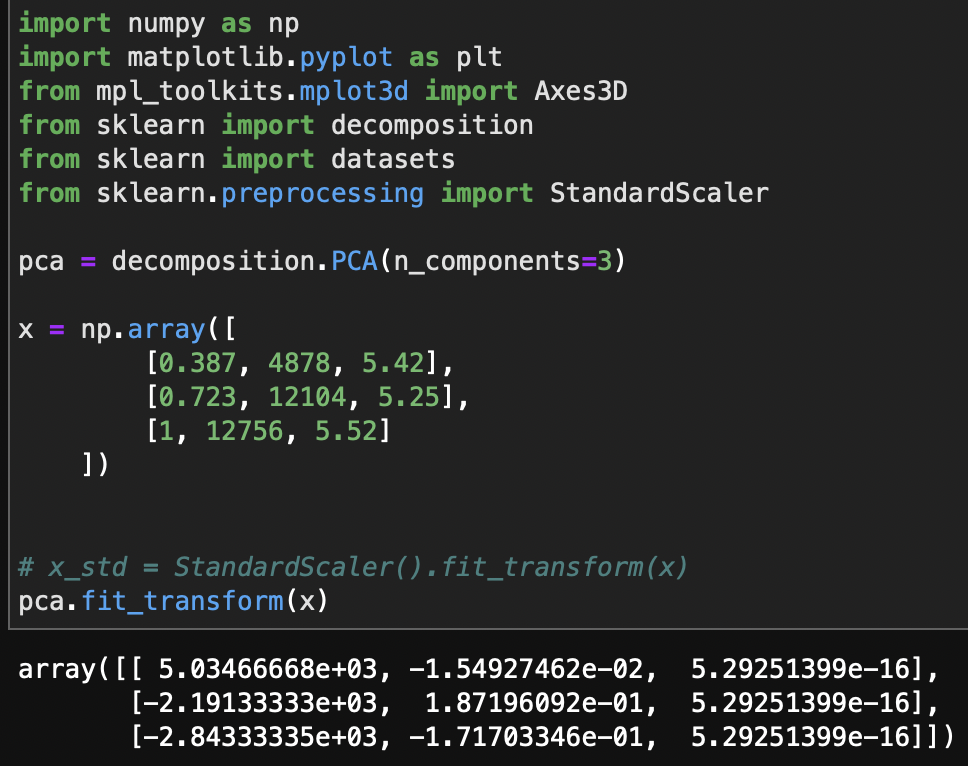 import numpy as np
import matplotlib.pyplot as plt
from mpl_toolkits.mplot3d import Axes3D
from sklearn import decomposition
from sklearn import datasets
from sklearn.preprocessing import StandardScaler
pca = decomposition.PCA(n_components=3)
x = np.array([
[0.387, 4878, 5.42],
[0.723, 12104, 5.25],
[1, 12756, 5.52]
])
# x_std = StandardScaler().fit_transform(x)
pca.fit_transform(x)
array([[ 5.03466668e+03, -1.54927462e-02, 5.29251399e-16],
[-2.19133333e+03, 1.87196092e-01, 5.29251399e-16],
[-2.84333335e+03, -1.71703346e-01, 5.29251399e-16]])